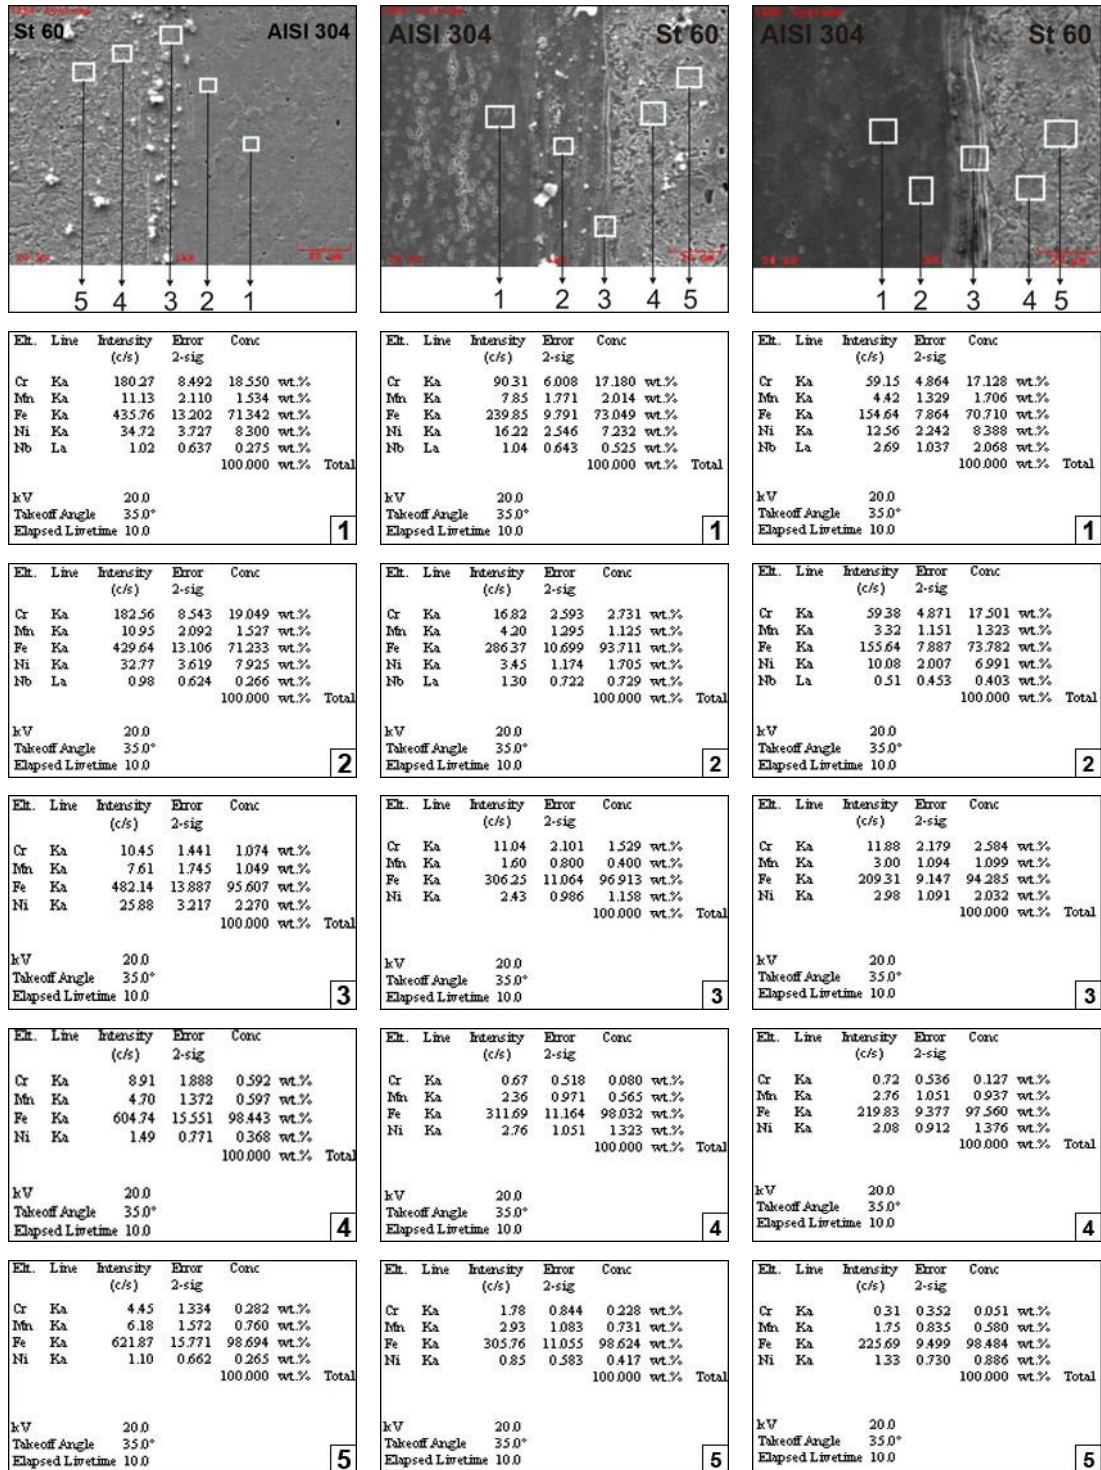 St 60
AISI 304
5 4 3 2 1
AISI 304
St 60
1 2 3 4 5
AISI 304
St 60
1 2 3 4 5
Elt. Line Intensity Error Conc
(c/s) 2-sig
Cr Ka 180.27 8.492 18.550 wt.%
Mn Ka 11.13 2.110 1.534 wt.%
Fe Ka 435.76 13.202 71.342 wt.%
Ni Ka 34.72 3.727 8.300 wt.%
Nb La 1.02 0.637 0.275 wt.%
100.000 wt.% Total
kV 20.0
Takeoff Angle 35.0°
Elapsed Livetime 10.0
1
Elt. Line Intensity Error Conc
(c/s) 2-sig
Cr Ka 90.31 6.008 17.180 wt.%
Mn Ka 7.85 1.771 2.014 wt.%
Fe Ka 239.85 9.791 73.049 wt.%
Ni Ka 16.22 2.546 7.232 wt.%
Nb La 1.04 0.643 0.525 wt.%
100.000 wt.% Total
kV 20.0
Takeoff Angle 35.0°
Elapsed Livetime 10.0
1
Elt. Line Intensity Error Conc
(c/s) 2-sig
Cr Ka 59.15 4.864 17.128 wt.%
Mn Ka 4.42 1.329 1.706 wt.%
Fe Ka 154.64 7.864 70.710 wt.%
Ni Ka 12.56 2.242 8.388 wt.%
Nb La 2.69 1.037 2.068 wt.%
100.000 wt.% Total
kV 20.0
Takeoff Angle 35.0°
Elapsed Livetime 10.0
1
Elt. Line Intensity Error Conc
(c/s) 2-sig
Cr Ka 182.56 8.543 19.049 wt.%
Mn Ka 10.95 2.092 1.527 wt.%
Fe Ka 429.64 13.106 71.233 wt.%
Ni Ka 32.77 3.619 7.925 wt.%
Nb La 0.98 0.624 0.266 wt.%
100.000 wt.% Total
kV 20.0
Takeoff Angle 35.0°
Elapsed Livetime 10.0
2
Elt. Line Intensity Error Conc
(c/s) 2-sig
Cr Ka 16.82 2.593 2.731 wt.%
Mn Ka 4.20 1.295 1.125 wt.%
Fe Ka 286.37 10.699 93.711 wt.%
Ni Ka 3.45 1.174 1.705 wt.%
Nb La 1.30 0.722 0.729 wt.%
100.000 wt.% Total
kV 20.0
Takeoff Angle 35.0°
Elapsed Livetime 10.0
2
Elt. Line Intensity Error Conc
(c/s) 2-sig
Cr Ka 59.38 4.871 17.501 wt.%
Mn Ka 3.32 1.151 1.323 wt.%
Fe Ka 155.64 7.887 73.782 wt.%
Ni Ka 10.08 2.007 6.991 wt.%
Nb La 0.51 0.453 0.403 wt.%
100.000 wt.% Total
kV 20.0
Takeoff Angle 35.0°
Elapsed Livetime 10.0
2
Elt. Line Intensity Error Conc
(c/s) 2-sig
Cr Ka 10.45 1.441 1.074 wt.%
Mn Ka 7.61 1.745 1.049 wt.%
Fe Ka 482.14 13.887 95.607 wt.%
Ni Ka 25.88 3.217 2.270 wt.%
100.000 wt.% Total
kV 20.0
Takeoff Angle 35.0°
Elapsed Livetime 10.0
3
Elt. Line Intensity Error Conc
(c/s) 2-sig
Cr Ka 11.04 2.101 1.529 wt.%
Mn Ka 1.60 0.800 0.400 wt.%
Fe Ka 306.25 11.064 96.913 wt.%
Ni Ka 2.43 0.986 1.158 wt.%
100.000 wt.% Total
kV 20.0
Takeoff Angle 35.0°
Elapsed Livetime 10.0
3
Elt. Line Intensity Error Conc
(c/s) 2-sig
Cr Ka 11.88 2.179 2.584 wt.%
Mn Ka 3.00 1.094 1.099 wt.%
Fe Ka 209.31 9.147 94.285 wt.%
Ni Ka 2.98 1.091 2.032 wt.%
100.000 wt.% Total
kV 20.0
Takeoff Angle 35.0°
Elapsed Livetime 10.0
3
Elt. Line Intensity Error Conc
(c/s) 2-sig
Cr Ka 8.91 1.888 0.592 wt.%
Mn Ka 4.70 1.372 0.597 wt.%
Fe Ka 604.74 15.551 98.443 wt.%
Ni Ka 1.49 0.771 0.368 wt.%
100.000 wt.% Total
kV 20.0
Takeoff Angle 35.0°
Elapsed Livetime 10.0
4
Elt. Line Intensity Error Conc
(c/s) 2-sig
Cr Ka 0.67 0.518 0.080 wt.%
Mn Ka 2.36 0.971 0.565 wt.%
Fe Ka 311.69 11.164 98.032 wt.%
Ni Ka 2.76 1.051 1.323 wt.%
100.000 wt.% Total
kV 20.0
Takeoff Angle 35.0°
Elapsed Livetime 10.0
4
Elt. Line Intensity Error Conc
(c/s) 2-sig
Cr Ka 0.72 0.536 0.127 wt.%
Mn Ka 2.76 1.051 0.937 wt.%
Fe Ka 219.83 9.377 97.560 wt.%
Ni Ka 2.08 0.912 1.376 wt.%
100.000 wt.% Total
kV 20.0
Takeoff Angle 35.0°
Elapsed Livetime 10.0
4
Elt. Line Intensity Error Conc
(c/s) 2-sig
Cr Ka 4.45 1.334 0.282 wt.%
Mn Ka 6.18 1.572 0.760 wt.%
Fe Ka 621.87 15.771 98.694 wt.%
Ni Ka 1.10 0.662 0.265 wt.%
100.000 wt.% Total
kV 20.0
Takeoff Angle 35.0°
Elapsed Livetime 10.0
5
Elt. Line Intensity Error Conc
(c/s) 2-sig
Cr Ka 1.78 0.844 0.228 wt.%
Mn Ka 2.93 1.083 0.731 wt.%
Fe Ka 305.76 11.055 98.624 wt.%
Ni Ka 0.85 0.583 0.417 wt.%
100.000 wt.% Total
kV 20.0
Takeoff Angle 35.0°
Elapsed Livetime 10.0
5
Elt. Line Intensity Error Conc
(c/s) 2-sig
Cr Ka 0.31 0.352 0.051 wt.%
Mn Ka 1.75 0.835 0.580 wt.%
Fe Ka 225.69 9.499 98.484 wt.%
Ni Ka 1.33 0.730 0.886 wt.%
100.000 wt.% Total
kV 20.0
Takeoff Angle 35.0°
Elapsed Livetime 10.0
5